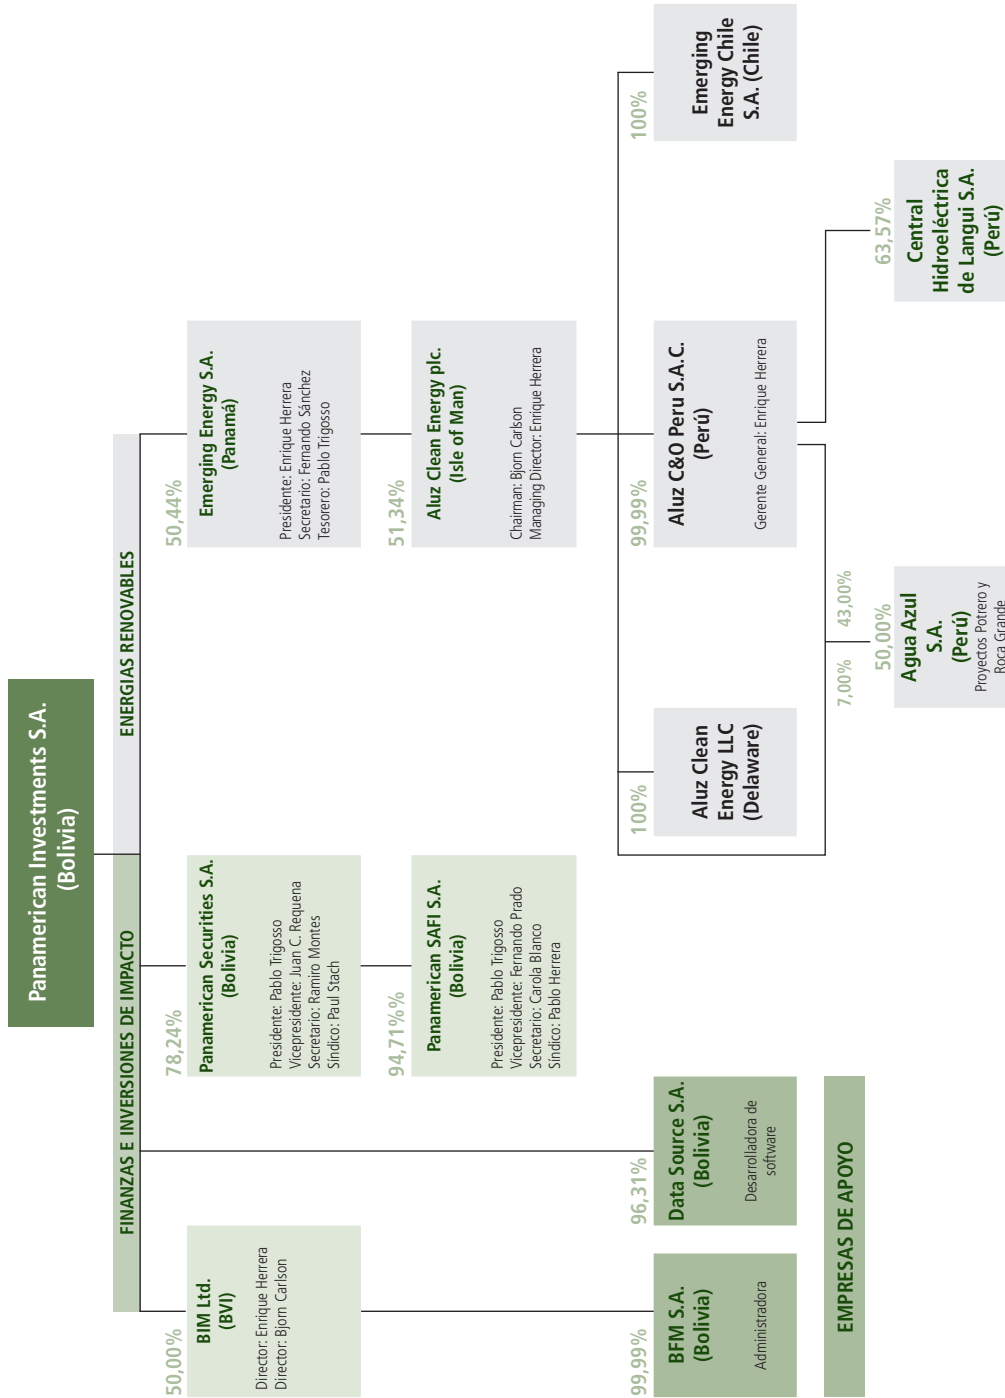 Panamerican Investments S.A.
(Bolivia)
FINANZAS E INVERSIONES DE IMPACTO
ENERGIAS RENOVABLES
50,00%
BIM Ltd.
(BVI)
Director: Enrique Herrera
Director: Bjorn Carlson
78,24%
Panamerican Securities S.A.
(Bolivia)
Presidente: Pablo Trigosso
Vicepresidente: Juan C. Requena
Secretario: Ramiro Montes
Síndico: Paul Stach
50,44%
Emerging Energy S.A.
(Panamá)
Presidente: Enrique Herrera
Secretario: Fernando Sánchez
Tesorero: Pablo Trigosso
94,71%%
Panamerican SAFI S.A.
(Bolivia)
Presidente: Pablo Trigosso
Vicepresidente: Fernando Prado
Secretario: Carola Blanco
Síndico: Pablo Herrera
51,34%
Aluz Clean Energy plc.
(Isle of Man)
Chairman: Bjorn Carlson
Managing Director: Enrique Herrera
99,99%
BFM S.A.
(Bolivia)
Administradora
96,31%
Data Source S.A.
(Bolivia)
Desarrolladora de
software
100%
Aluz Clean
Energy LLC
(Delaware)
99,99%
Aluz C&O Peru S.A.C.
(Perú)
Gerente General: Enrique Herrera
100%
Emerging
Energy Chile
S.A. (Chile)
EMPRESAS DE APOYO
7,00%
43,00%
50,00%
Agua Azul
S.A.
(Perú)
Proyectos Potrero y
Roca Grande
63,57%
Central
Hidroeléctrica
de Langui S.A.
(Perú)